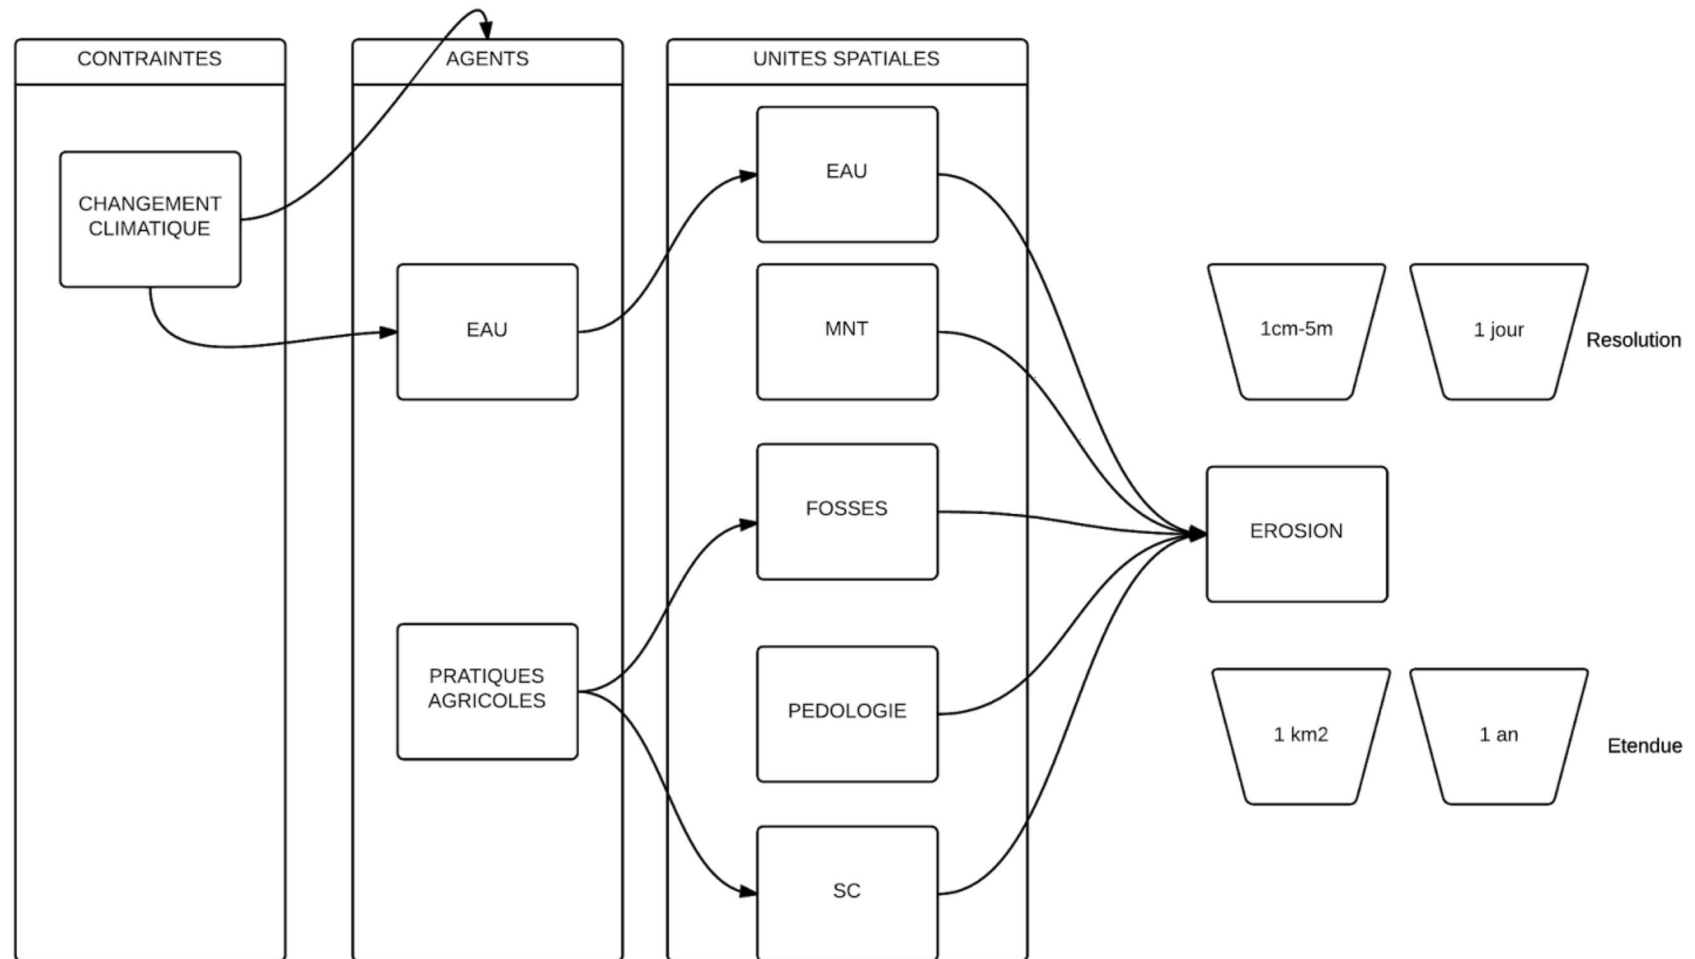 CONTRAINTES
CHANGEMENT
CLIMATIQUE
AGENTS
EAU
PRATIQUES
AGRICOLES
UNITES SPATIALES
EAU
MNT
FOSSES
PEDOLOGIE
SC
1cm-5m
1 jour
Resolution
EROSION
1 km2
1 an
Etendue